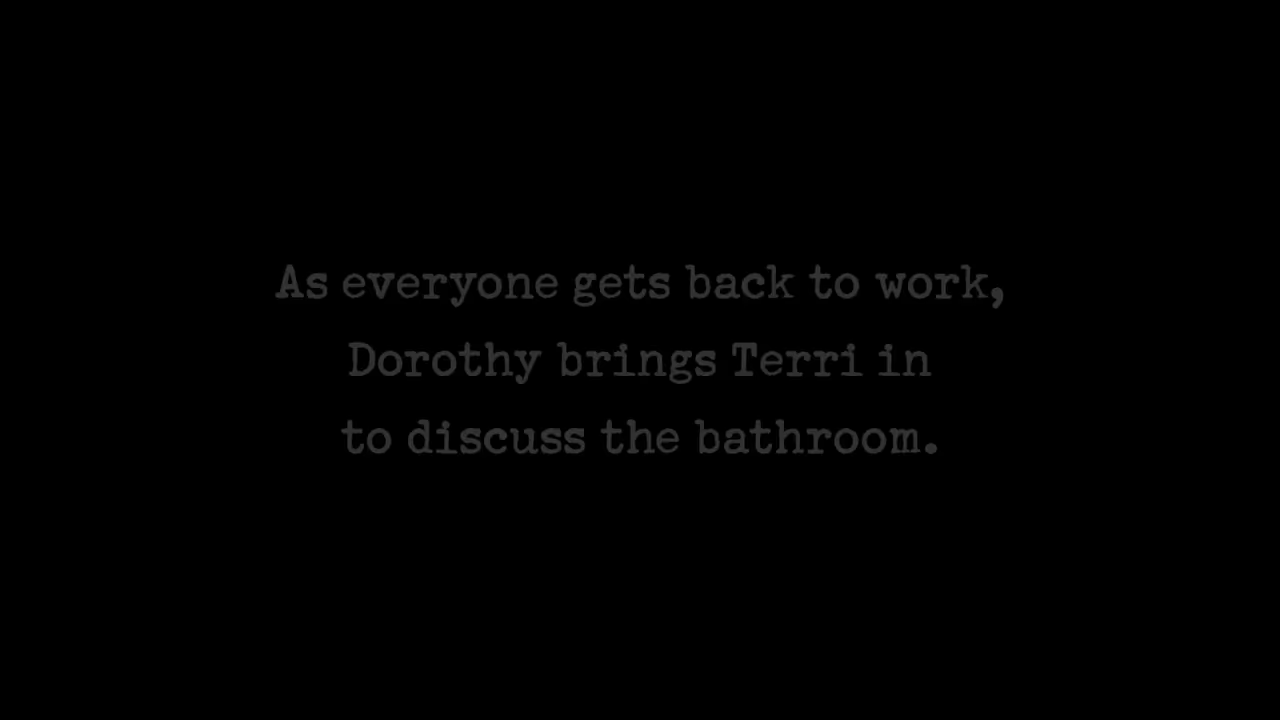 As everyone gets back to work,
Dorothy brings Terri in
to discuss the bathroom.